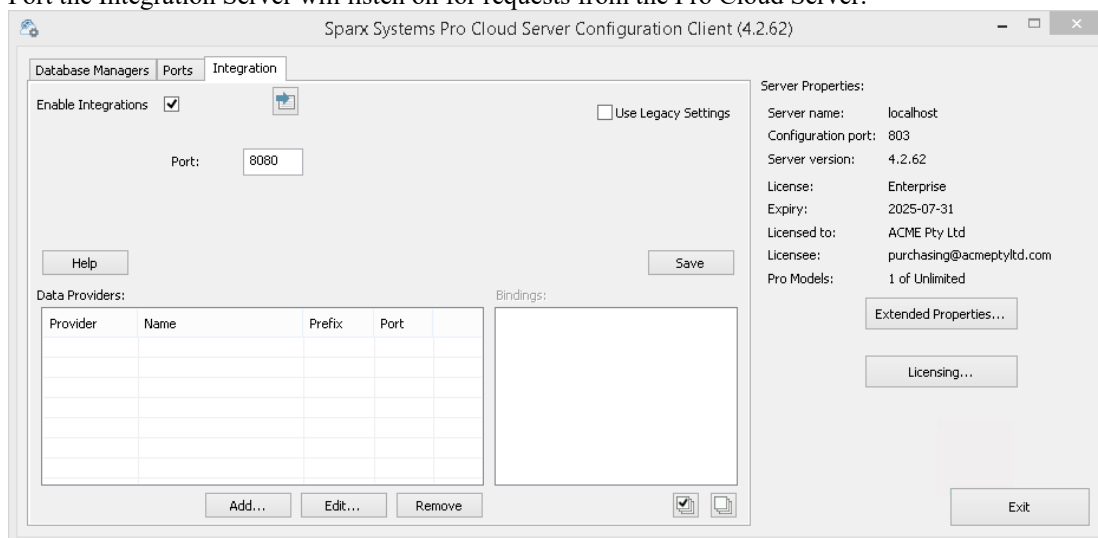 Port the Integration Server will listen on for requests from the Pro Cloud Server.
Sparx Systems Pro Cloud Server Configuration Client (4.2.62)
Database Managers Ports Integration
Enable Integrations
Use Legacy Settings
Port: 8080
Help
Save
Data Providers:
Provider Name Prefix Port
Bindings:
Add... Edit... Remove
Server Properties:
Server name: localhost
Configuration port: 803
Server version: 4.2.62
License: Enterprise
Expiry: 2025-07-31
Licensed to: ACME Pty Ltd
Licensee: purchasing@acmeptyltd.com
Pro Models: 1 of Unlimited
Extended Properties...
Licensing...
Exit